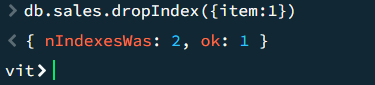 > db.sales.dropIndex({item:1})
< { nIndexesWas: 2, ok: 1 }
vit>